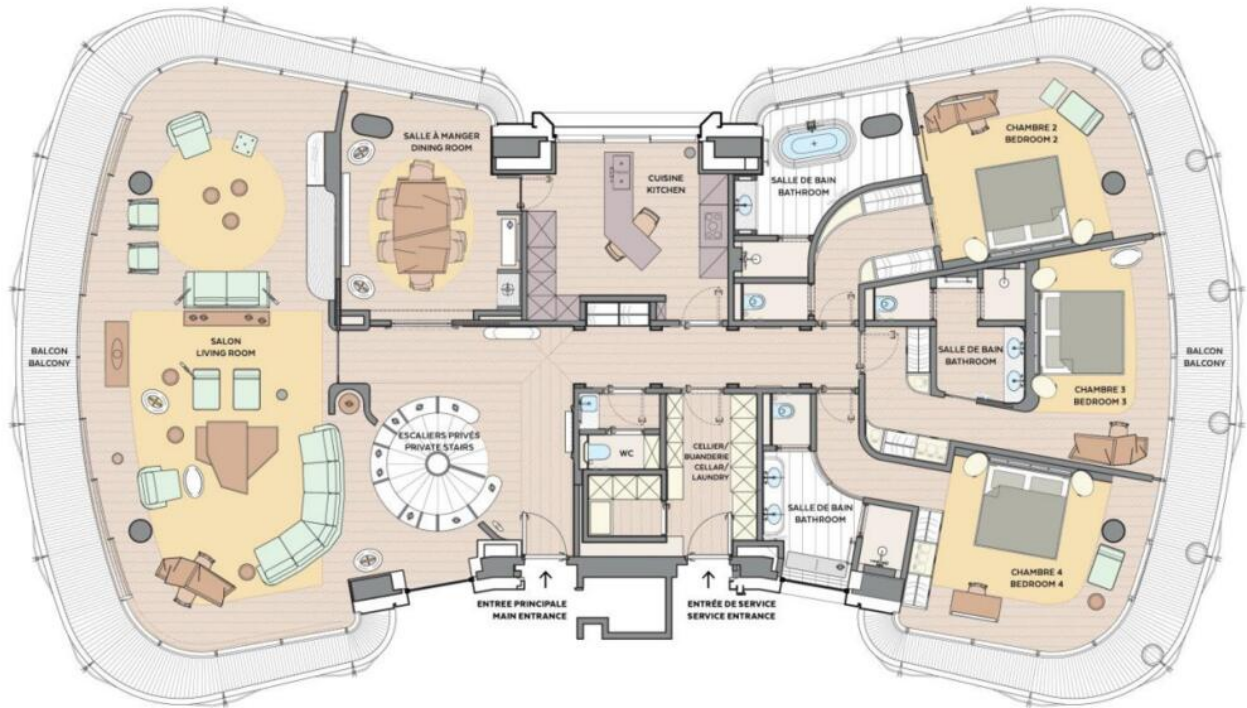 SALLE À MANGER
DINING ROOM
CUISINE
KITCHEN
SALLE DE BAIN
BATHROOM
CHAMBRE 2
BEDROOM 2
BALCON
BALCONY
SALON
LIVING ROOM
SALLE DE BAIN
BATHROOM
CHAMBRE 3
BEDROOM 3
BALCON
BALCONY
ESCALIERS PRIVÉS
PRIVATE STAIRS
WC
CELLIER/
BUANDERIE
CELLAR/
LAUNDRY
SALLE DE BAIN
BATHROOM
CHAMBRE 4
BEDROOM 4
ENTREE PRINCIPALE
MAIN ENTRANCE
ENTRÉE DE SERVICE
SERVICE ENTRANCE